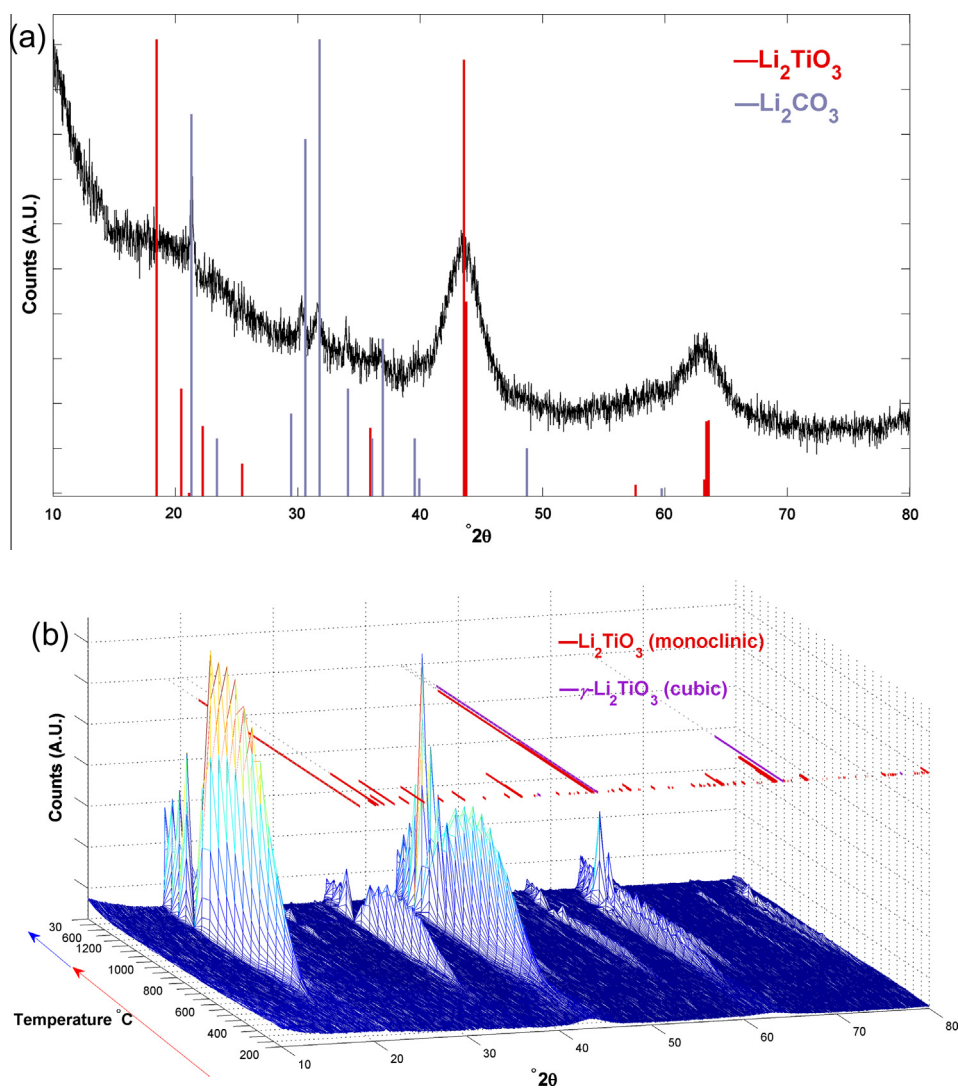 (a)
Li₂TiO₃
Li₂CO₃
Counts (A.U.)
10 20 30 40 50 60 70 80
°2θ
(b)
Li₂TiO₃ (monoclinic)
γ-Li₂TiO₃ (cubic)
Counts (A.U.)
30
600
1200
1000
800
600
400
200
Temperature °C
10 20 30 40 50 60 70 80
°2θ